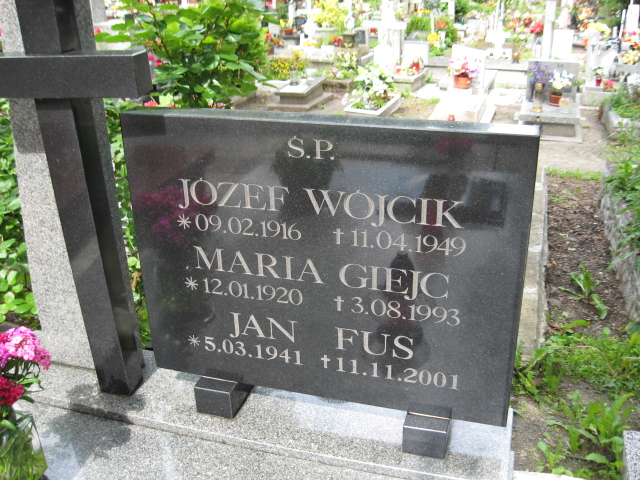 Ś.P.
JÓZEF WÓJCIK
*09.02.1916 †11.04.1949
MARIA GIEJC
*12.01.1920 †3.08.1993
JAN FUS
*5.03.1941 †11.11.2001